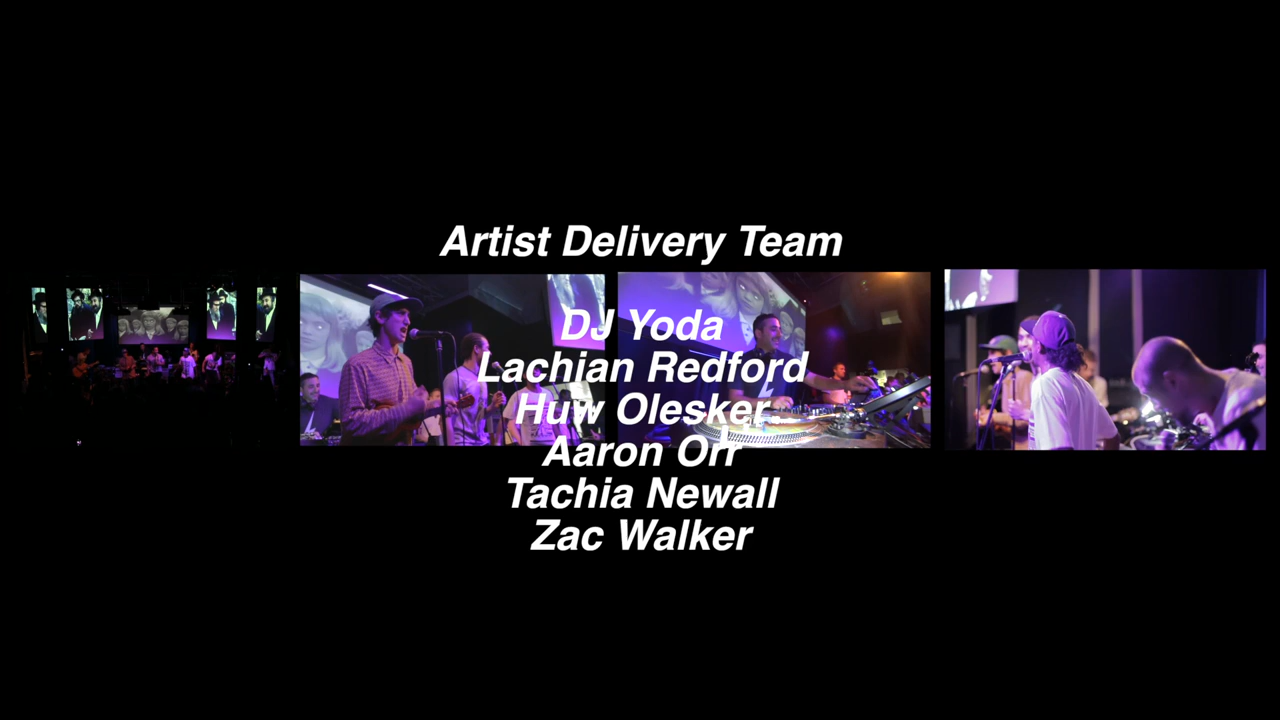 Artist Delivery Team
DJ Yoda
Lachian Redford
Huw Olesker
Aaron Orr
Tachia Newall
Zac Walker